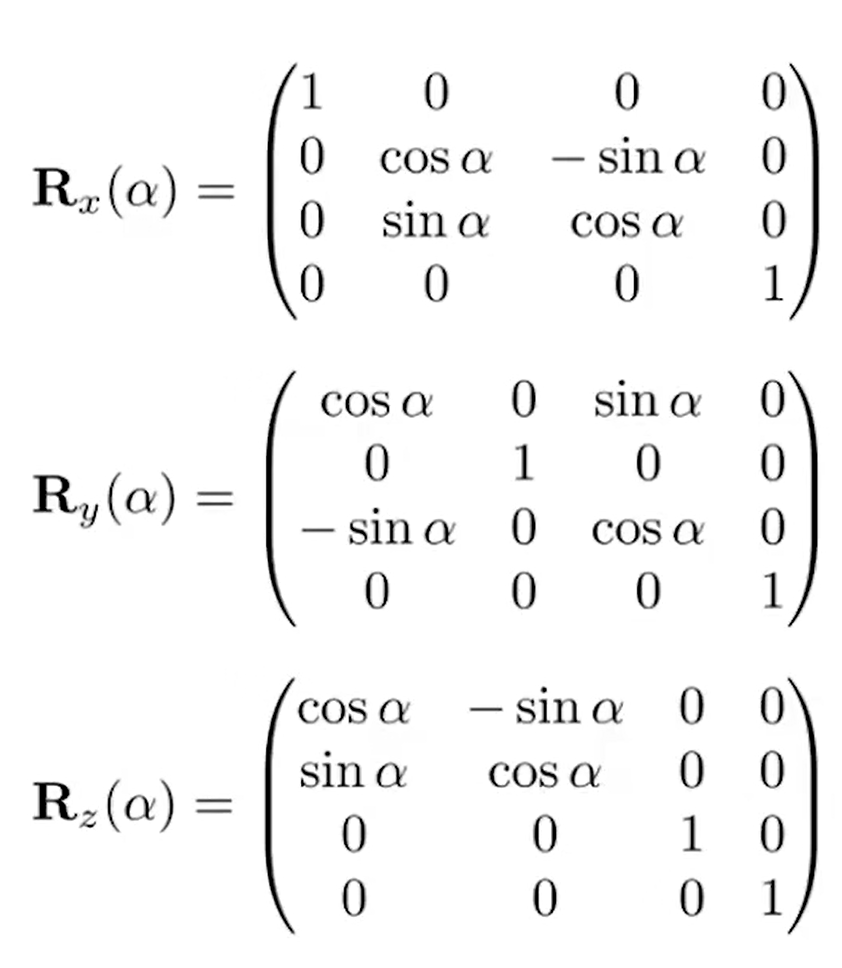 1 0 0 0
0 cos α − sin α 0
R_x(α) =
0 sin α cos α 0
0 0 0 1
cos α 0 sin α 0
0 1 0 0
R_y(α) =
− sin α 0 cos α 0
0 0 0 1
cos α − sin α 0 0
sin α cos α 0 0
R_z(α) =
0 0 1 0
0 0 0 1